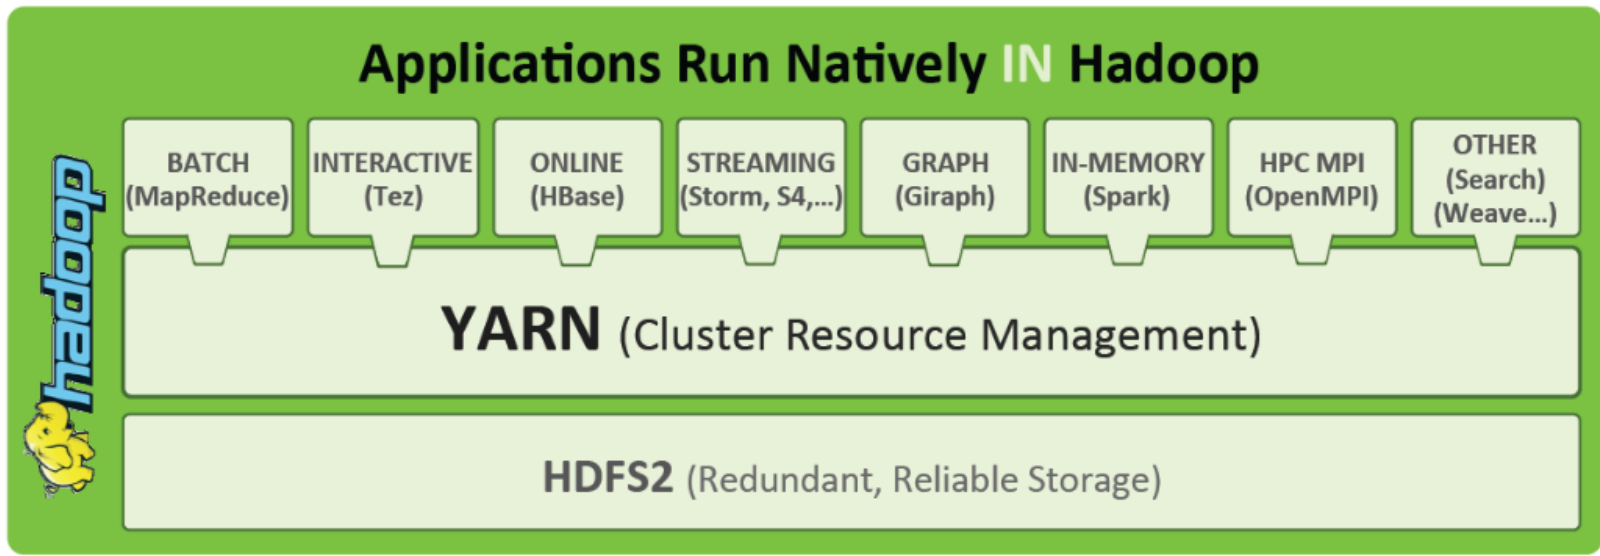 Applications Run Natively IN Hadoop
BATCH
(MapReduce)
INTERACTIVE
(Tez)
ONLINE
(HBase)
STREAMING
(Storm, S4,...)
GRAPH
(Giraph)
IN-MEMORY
(Spark)
HPC MPI
(OpenMPI)
OTHER
(Search)
(Weave...)
hadoop
YARN (Cluster Resource Management)
HDFS2 (Redundant, Reliable Storage)